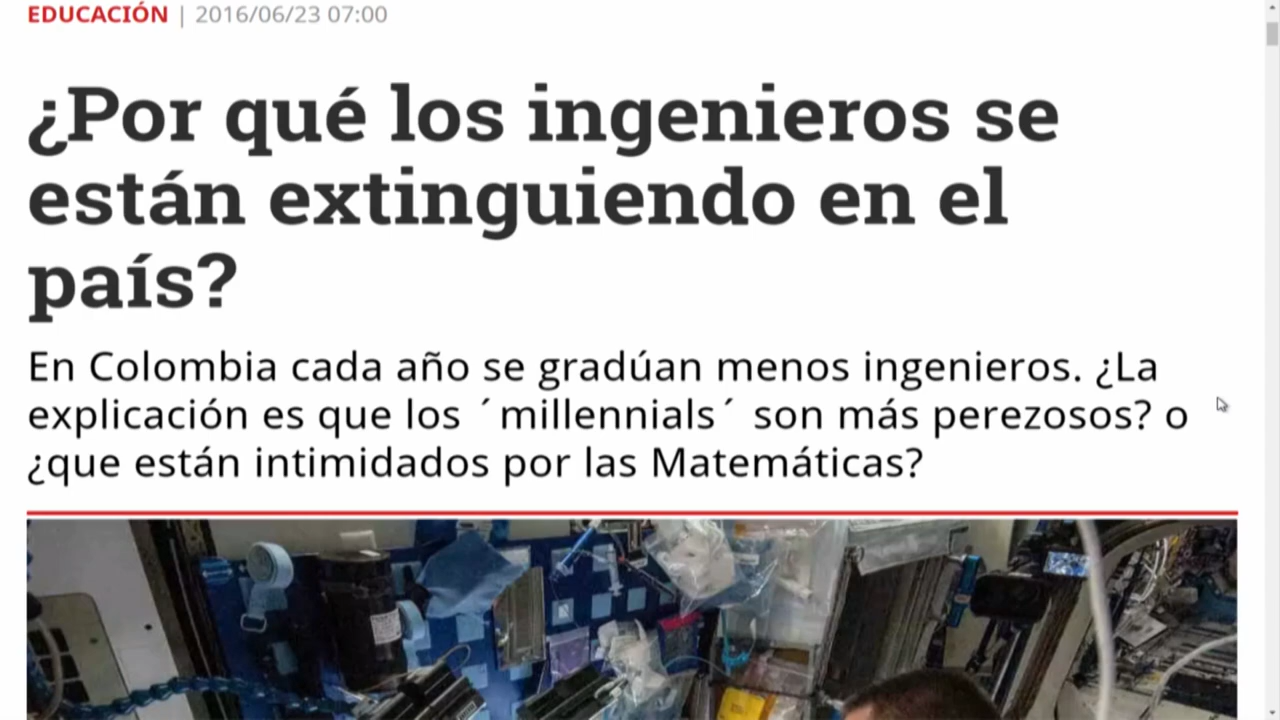 EDUCACIÓN | 2016/06/23 07:00
¿Por qué los ingenieros se
están extinguiendo en el
país?
En Colombia cada año se gradúan menos ingenieros. ¿La
explicación es que los ´millennials´ son más perezosos? o
¿que están intimidados por las Matemáticas?